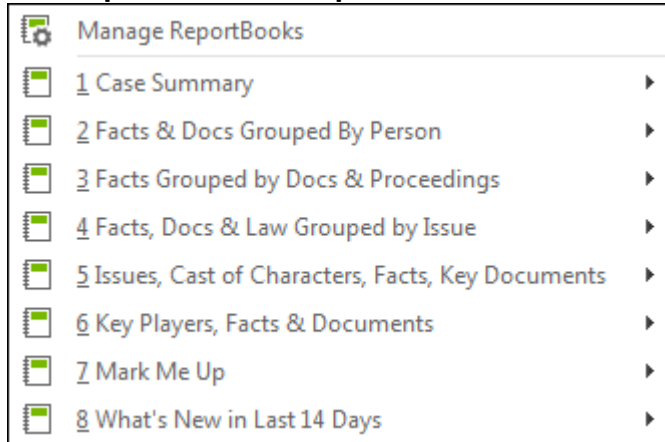 Manage ReportBooks
1 Case Summary
2 Facts & Docs Grouped By Person
3 Facts Grouped by Docs & Proceedings
4 Facts, Docs & Law Grouped by Issue
5 Issues, Cast of Characters, Facts, Key Documents
6 Key Players, Facts & Documents
7 Mark Me Up
8 What's New in Last 14 Days